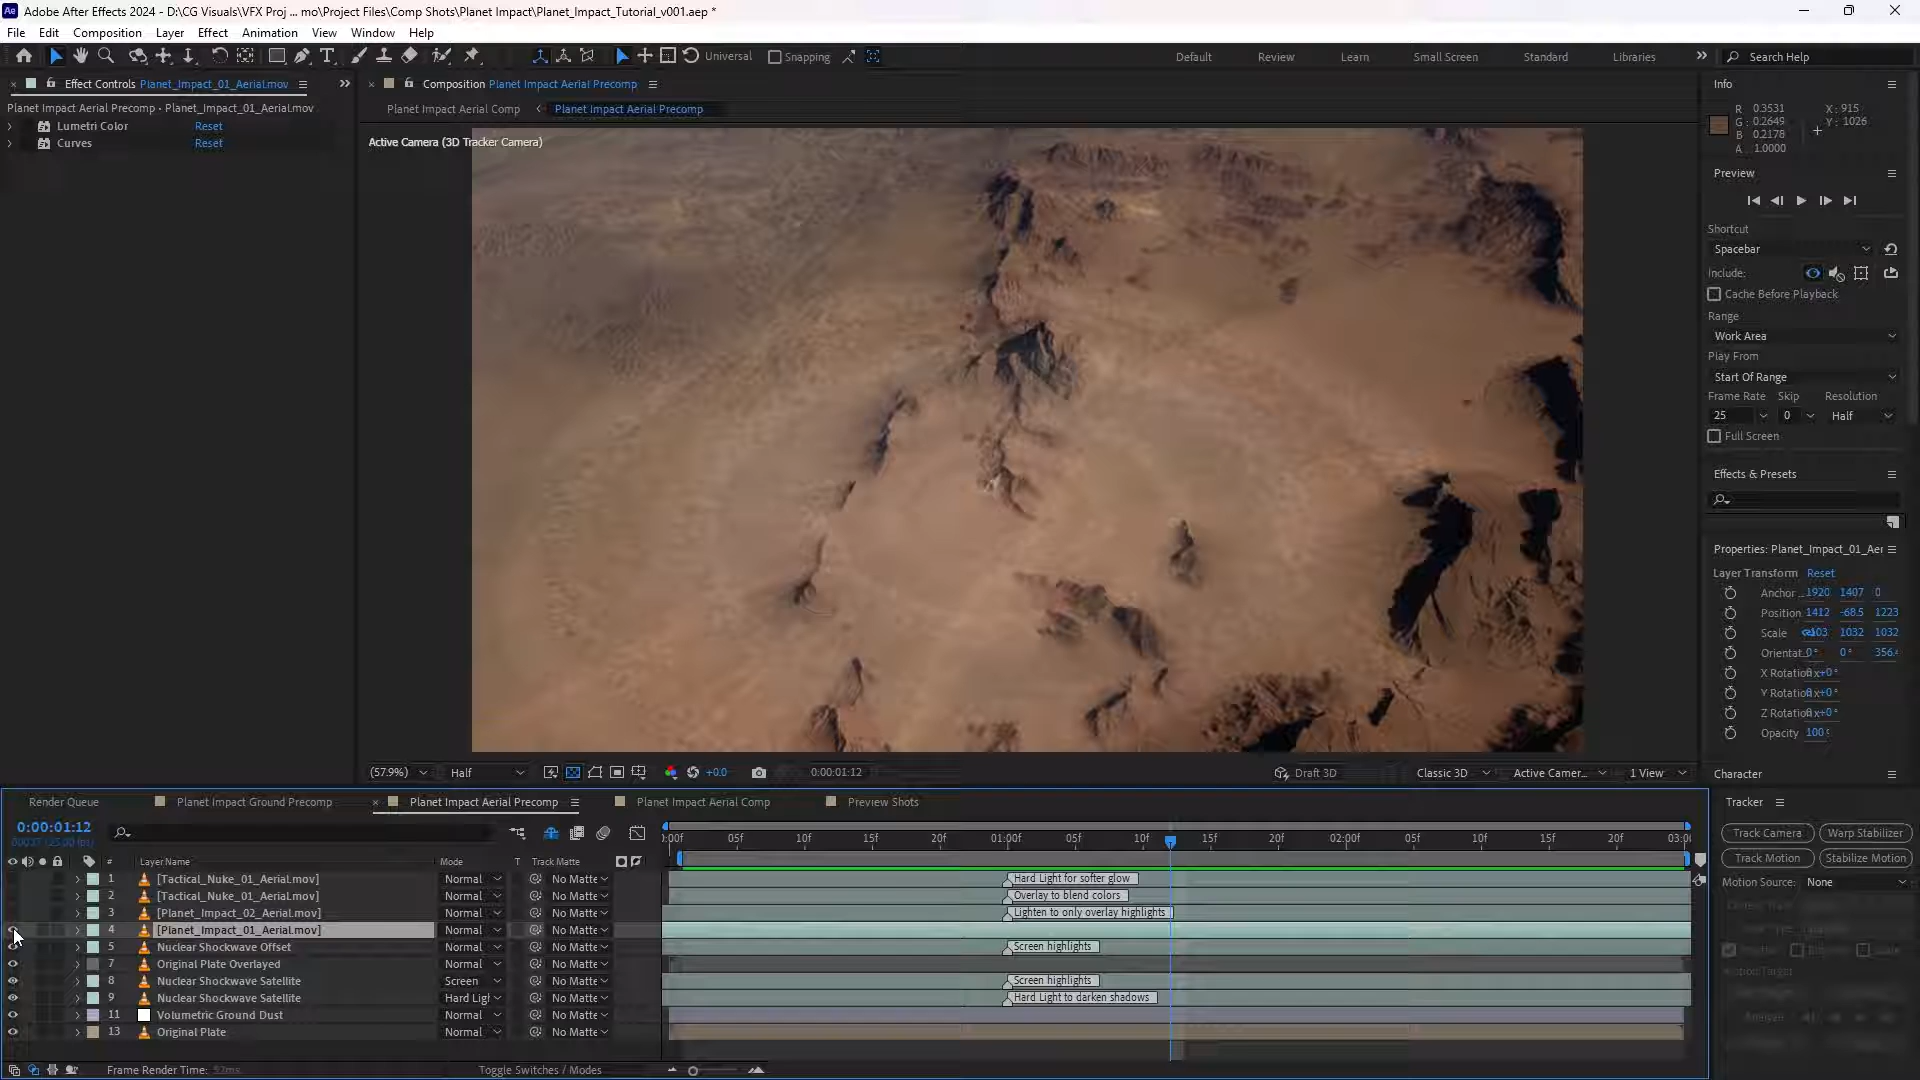 Adobe After Effects 2024 - D:\CG Visuals\VFX Proj ... mo\Project Files\Comp Shots\Planet Impact\Planet_Impact_Tutorial_v001.aep *
File Edit Composition Layer Effect Animation View Window Help
Universal Snapping Default Review Learn Small Screen Standard Libraries Search Help
Effect Controls Planet_Impact_01_Aerial.mov
Planet Impact Aerial Precomp · Planet_Impact_01_Aerial.mov
Lumetri Color Reset
Curves Reset
Composition Planet Impact Aerial Precomp
Planet Impact Aerial Comp Planet Impact Aerial Precomp
Active Camera (3D Tracker Camera)
Info
R 0.3531 X: 915
G: 0.2649 Y: 1026
B 0.2178
A 1.0000
Preview
Shortcut
Spacebar
Include:
Cache Before Playback
Range
Work Area
Play From
Start Of Range
Frame Rate Skip Resolution
25 0 Half
Full Screen
Effects & Presets
Properties: Planet_Impact_01_Aer
Layer Transform Reset
Anchor 1920 1407 0
Position 1412 -68.5 1223
Scale 1032 1032
Orientat 0° 0° 356.
X Rotation
Y Rotation
Z Rotation
Opacity 100
Character
(57.9%) Half +0.0 0:00:01:12 Draft 3D Classic 3D Active Camer... 1 View
Render Queue Planet Impact Ground Precomp Planet Impact Aerial Precomp Planet Impact Aerial Comp Preview Shots
0:00:01:12
:00f 05f 10f 15f 20f 01:00f 05f 10f 15f 20f 02:00f 05f 10f 15f 20f 03:0
# Layer Name Mode T Track Matte
1 [Tactical_Nuke_01_Aerial.mov] Normal No Matte Hard Light for softer glow
2 [Tactical_Nuke_01_Aerial.mov] Normal No Matte Overlay to blend colors
3 [Planet_Impact_02_Aerial.mov] Normal No Matte Lighten to only overlay highlights
4 [Planet_Impact_01_Aerial.mov] Normal No Matte
5 Nuclear Shockwave Offset Normal No Matte Screen highlights
7 Original Plate Overlayed Normal No Matte
8 Nuclear Shockwave Satellite Screen No Matte Screen highlights
9 Nuclear Shockwave Satellite Hard Ligh No Matte Hard Light to darken shadows
11 Volumetric Ground Dust Normal No Matte
13 Original Plate Normal No Matte
Frame Render Time: 52ms Toggle Switches / Modes
Tracker
Track Camera Warp Stabilizer
Track Motion Stabilize Motion
Motion Source: None